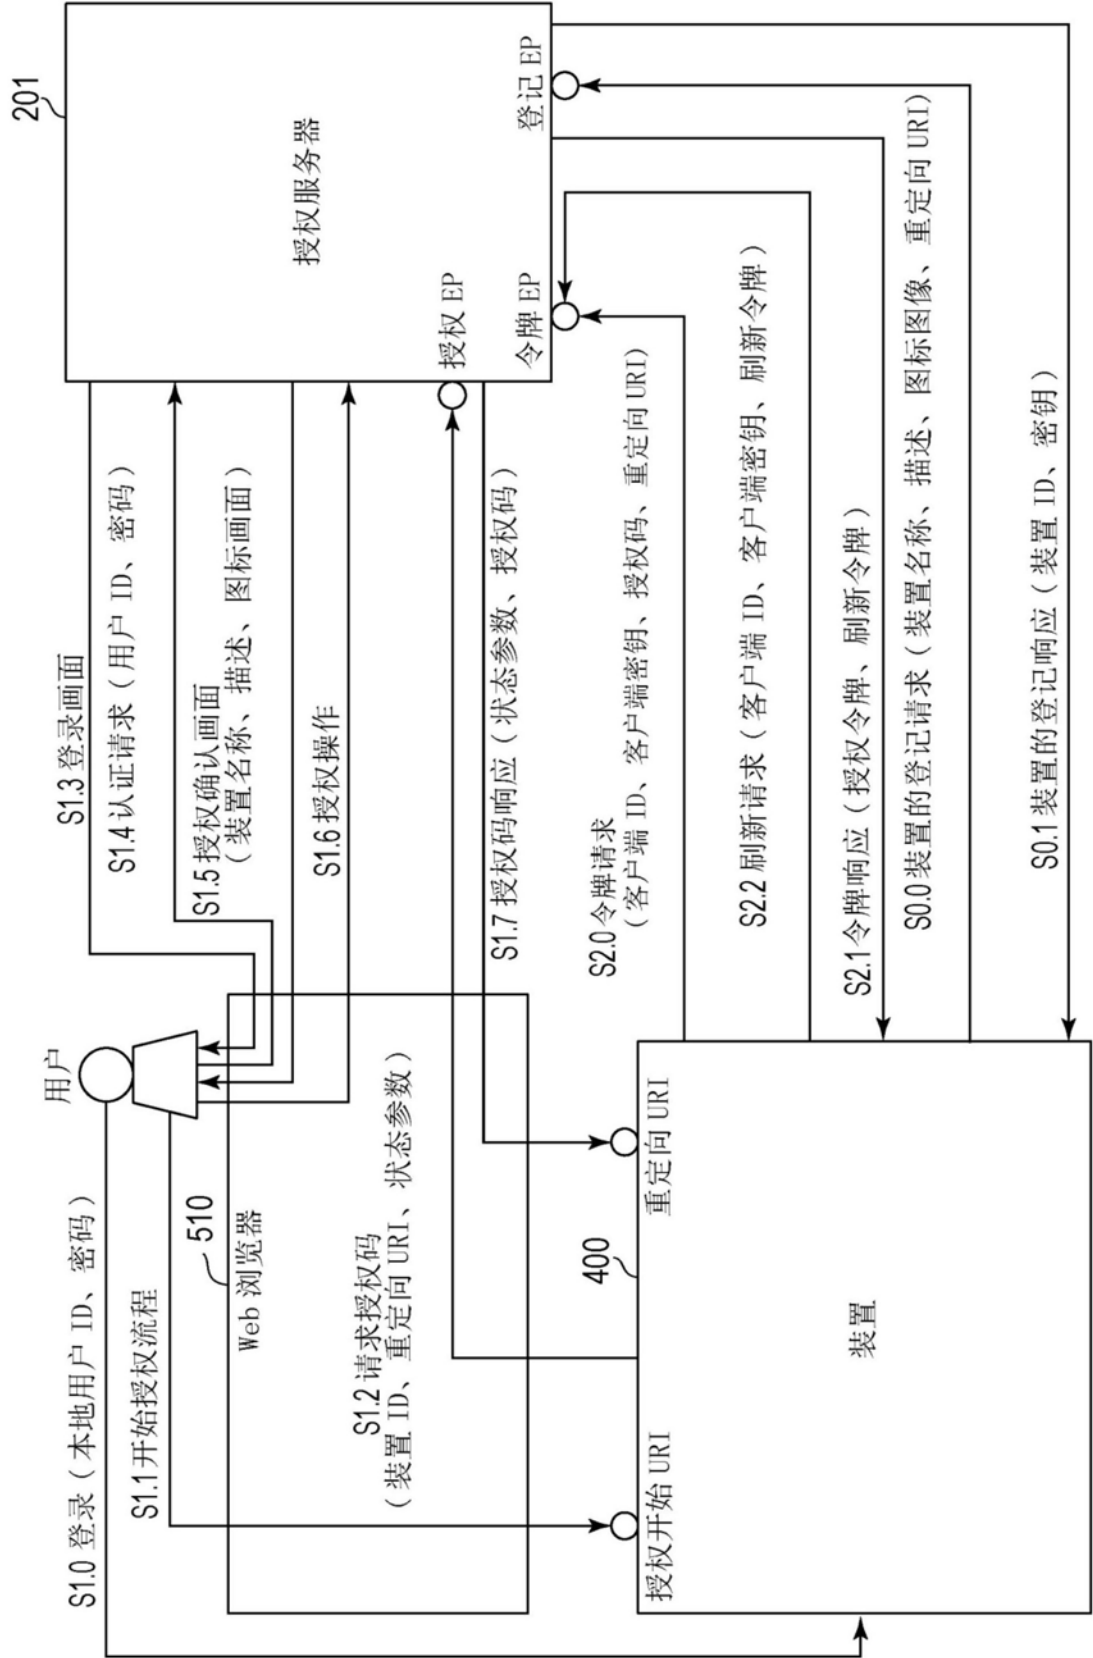 用户
S1.0 登录（本地用户 ID、密码）
S1.1 开始授权流程
510
Web 浏览器
S1.2 请求授权码
（装置 ID、重定向 URI、状态参数）
S1.3 登录画面
S1.4 认证请求（用户 ID、密码）
S1.5 授权确认画面
（装置名称、描述、图标画面）
S1.6 授权操作
S1.7 授权码响应（状态参数、授权码）
201
授权服务器
授权 EP
令牌 EP
登记 EP
S2.0 令牌请求
（客户端 ID、客户端密钥、授权码、重定向 URI）
S2.2 刷新请求（客户端 ID、客户端密钥、刷新令牌）
S2.1 令牌响应（授权令牌、刷新令牌）
S0.0 装置的登记请求（装置名称、描述、图标图像、重定向 URI）
S0.1 装置的登记响应（装置 ID、密钥）
400
授权开始 URI
重定向 URI
装置